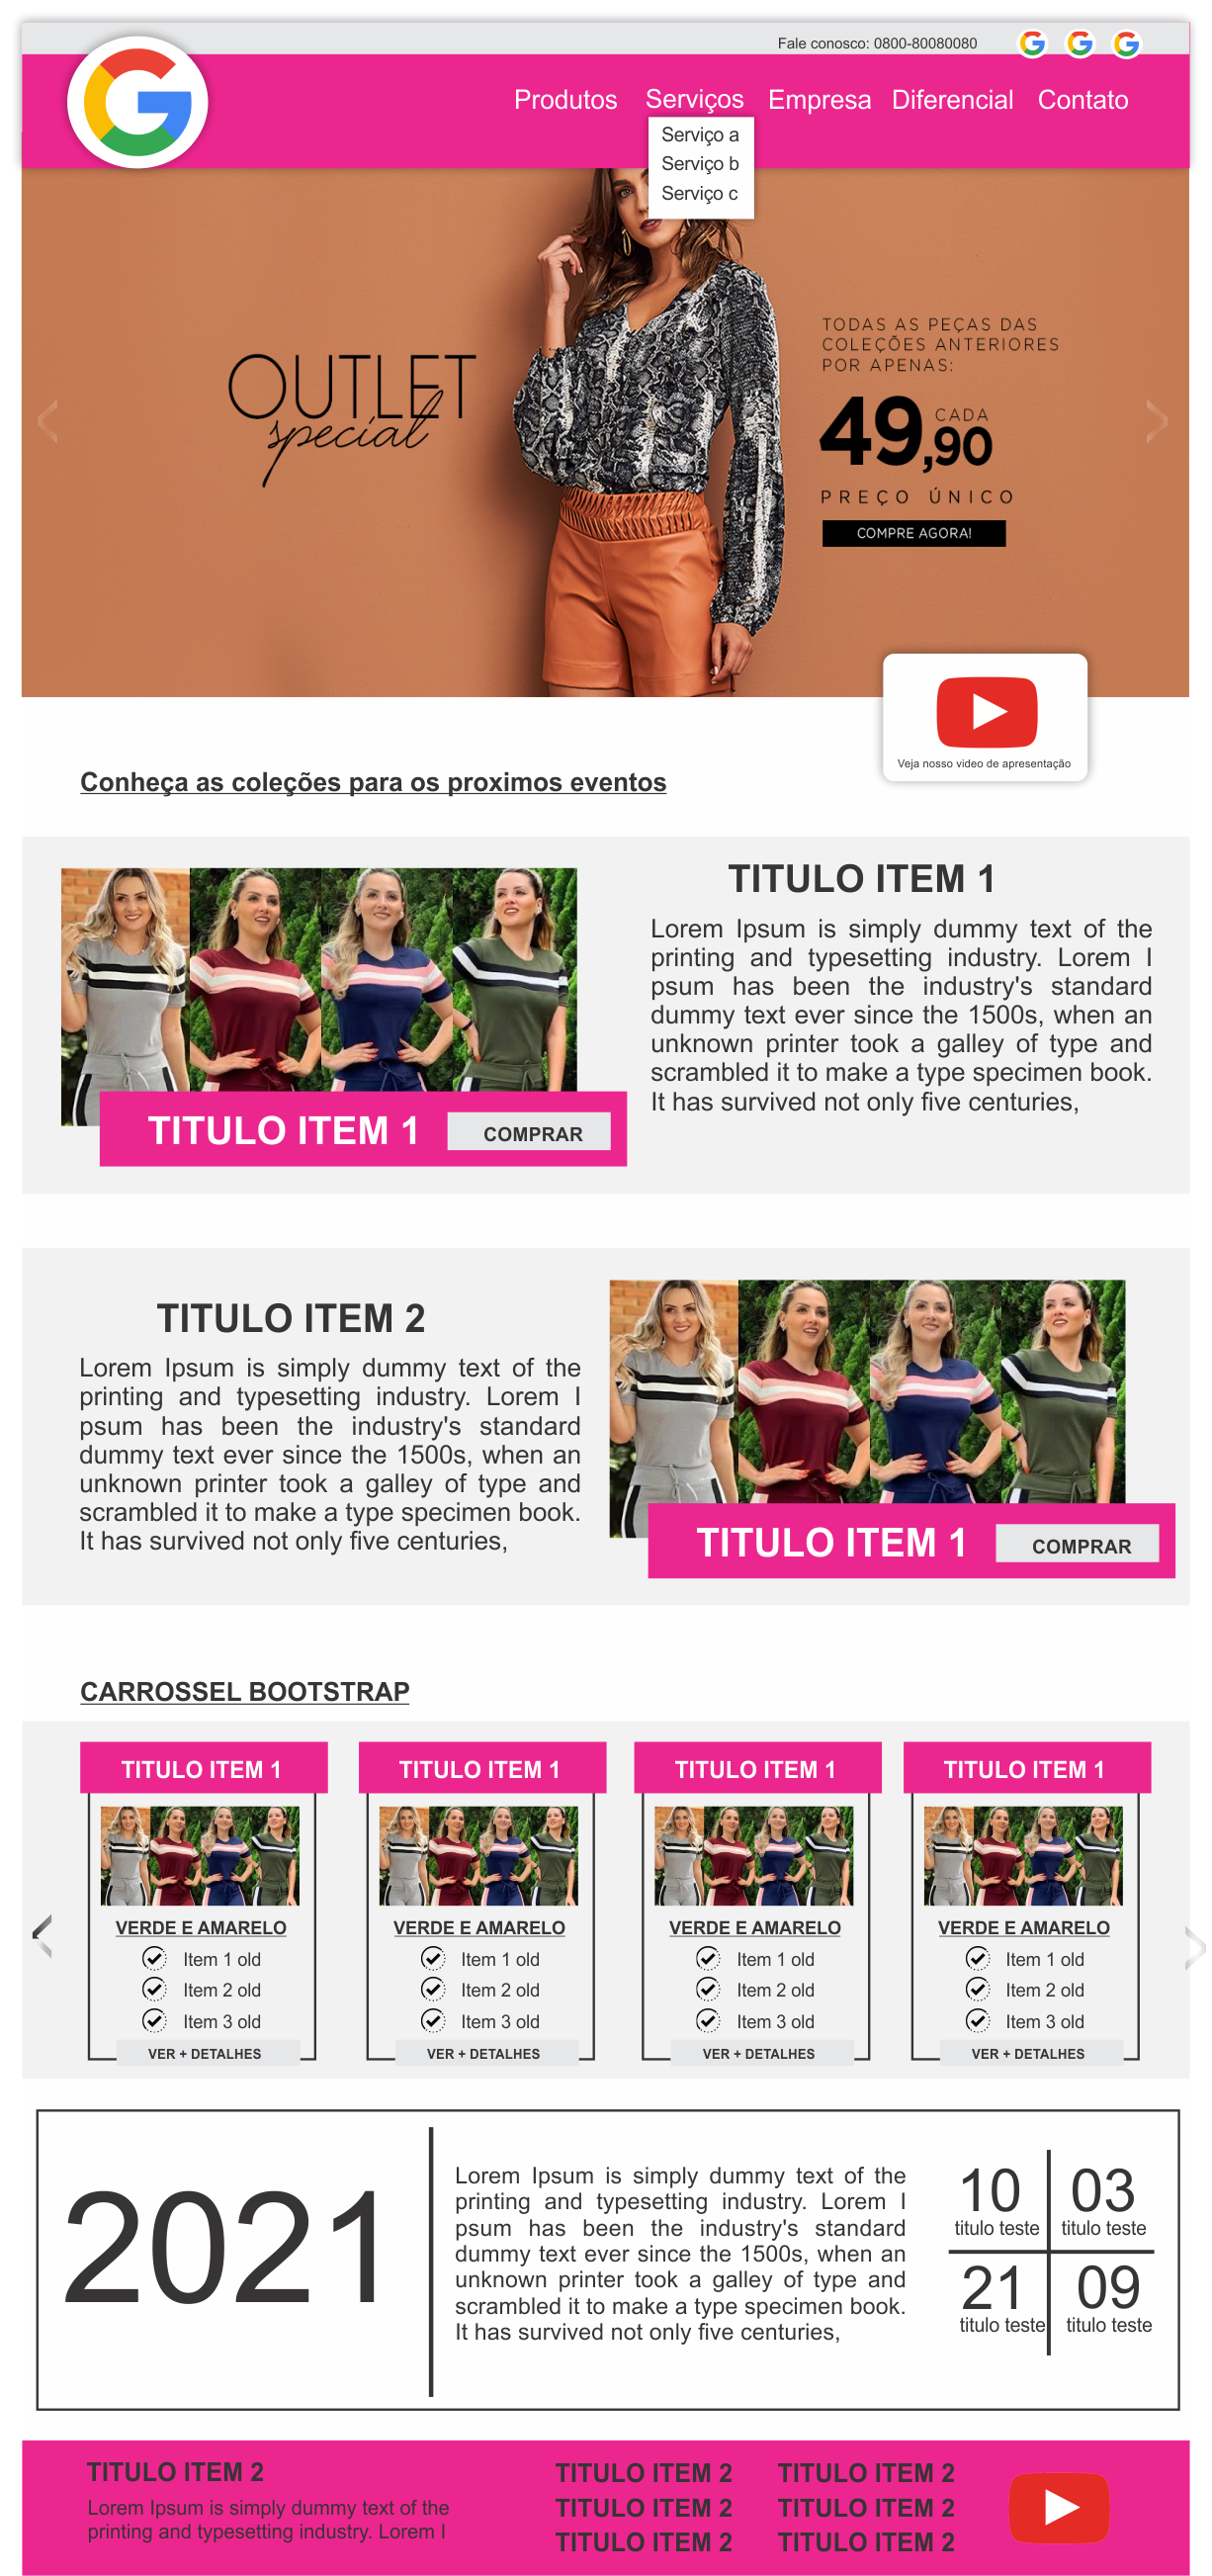 Fale conosco: 0800-80080080
Produtos Serviços Empresa Diferencial Contato
Serviço a
Serviço b
Serviço c
OUTLET
special
TODAS AS PEÇAS DAS
COLEÇÕES ANTERIORES
POR APENAS:
49,90 CADA
PREÇO ÚNICO
COMPRE AGORA!
Veja nosso video de apresentação
Conheça as coleções para os proximos eventos
TITULO ITEM 1
Lorem Ipsum is simply dummy text of the
printing and typesetting industry. Lorem I
psum has been the industry's standard
dummy text ever since the 1500s, when an
unknown printer took a galley of type and
scrambled it to make a type specimen book.
It has survived not only five centuries,
TITULO ITEM 1 COMPRAR
TITULO ITEM 2
Lorem Ipsum is simply dummy text of the
printing and typesetting industry. Lorem I
psum has been the industry's standard
dummy text ever since the 1500s, when an
unknown printer took a galley of type and
scrambled it to make a type specimen book.
It has survived not only five centuries,
TITULO ITEM 1 COMPRAR
CARROSSEL BOOTSTRAP
TITULO ITEM 1 TITULO ITEM 1 TITULO ITEM 1 TITULO ITEM 1
VERDE E AMARELO VERDE E AMARELO VERDE E AMARELO VERDE E AMARELO
Item 1 old Item 1 old Item 1 old Item 1 old
Item 2 old Item 2 old Item 2 old Item 2 old
Item 3 old Item 3 old Item 3 old Item 3 old
VER + DETALHES VER + DETALHES VER + DETALHES VER + DETALHES
2021
Lorem Ipsum is simply dummy text of the
printing and typesetting industry. Lorem I
psum has been the industry's standard
dummy text ever since the 1500s, when an
unknown printer took a galley of type and
scrambled it to make a type specimen book.
It has survived not only five centuries,
10 03
titulo teste titulo teste
21 09
titulo teste titulo teste
TITULO ITEM 2
Lorem Ipsum is simply dummy text of the
printing and typesetting industry. Lorem I
TITULO ITEM 2 TITULO ITEM 2
TITULO ITEM 2 TITULO ITEM 2
TITULO ITEM 2 TITULO ITEM 2